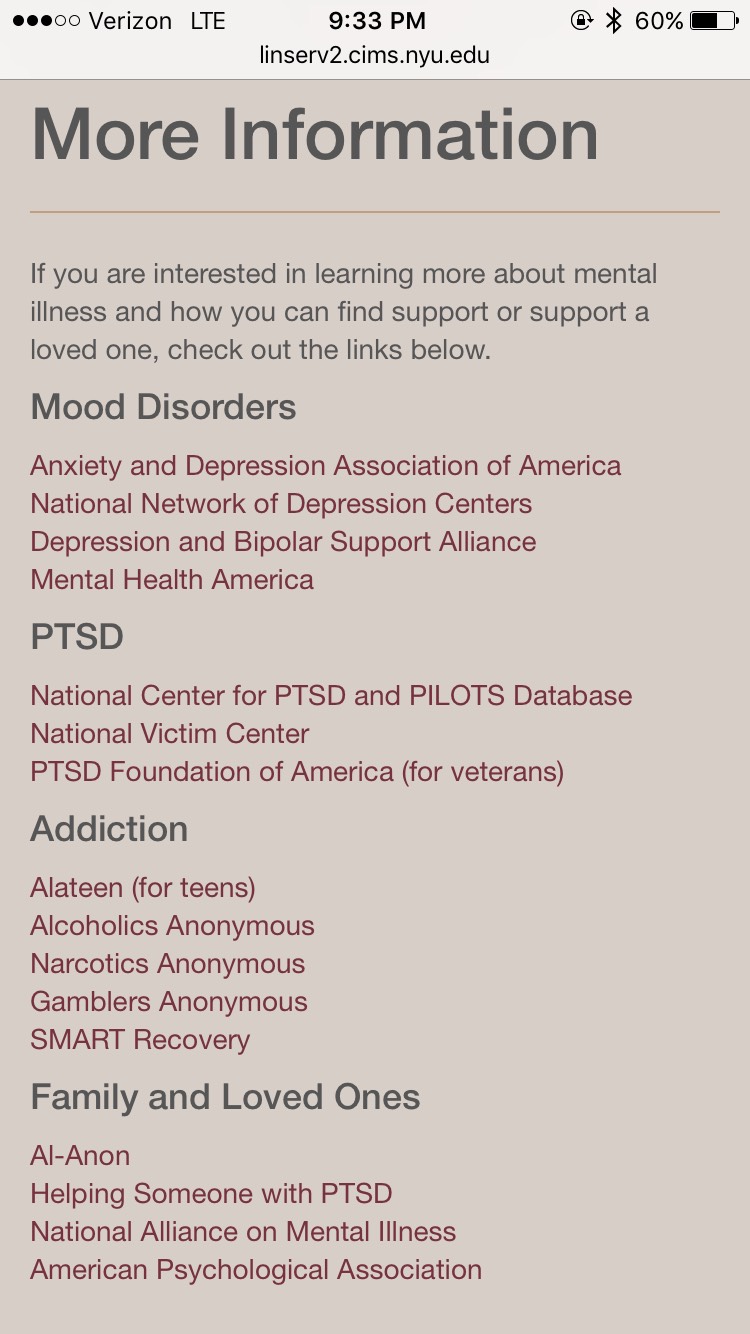 Verizon LTE 9:33 PM 60%
linserv2.cims.nyu.edu
More Information
If you are interested in learning more about mental
illness and how you can find support or support a
loved one, check out the links below.
Mood Disorders
Anxiety and Depression Association of America
National Network of Depression Centers
Depression and Bipolar Support Alliance
Mental Health America
PTSD
National Center for PTSD and PILOTS Database
National Victim Center
PTSD Foundation of America (for veterans)
Addiction
Alateen (for teens)
Alcoholics Anonymous
Narcotics Anonymous
Gamblers Anonymous
SMART Recovery
Family and Loved Ones
Al-Anon
Helping Someone with PTSD
National Alliance on Mental Illness
American Psychological Association